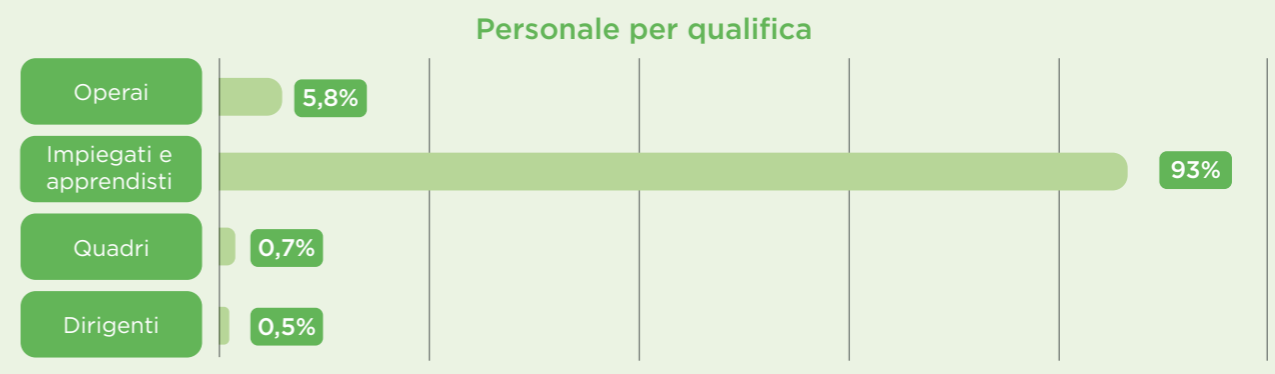 Personale per qualifica
Operai
5,8%
Impiegati e
apprendisti
93%
Quadri
0,7%
Dirigenti
0,5%